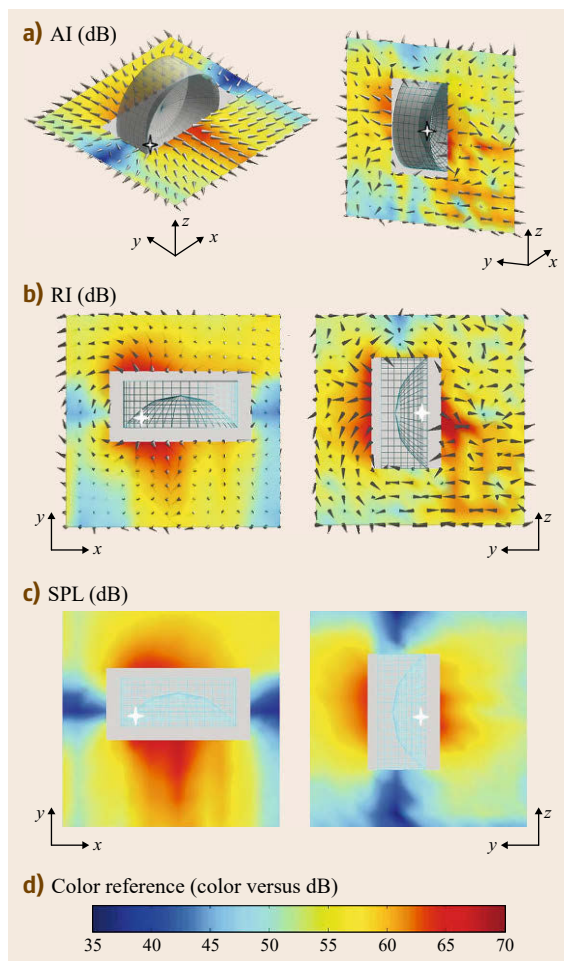 a) AI (dB)
z
y
x
z
y
x
b) RI (dB)
y
x
z
y
c) SPL (dB)
y
x
z
y
d) Color reference (color versus dB)
35 40 45 50 55 60 65 70